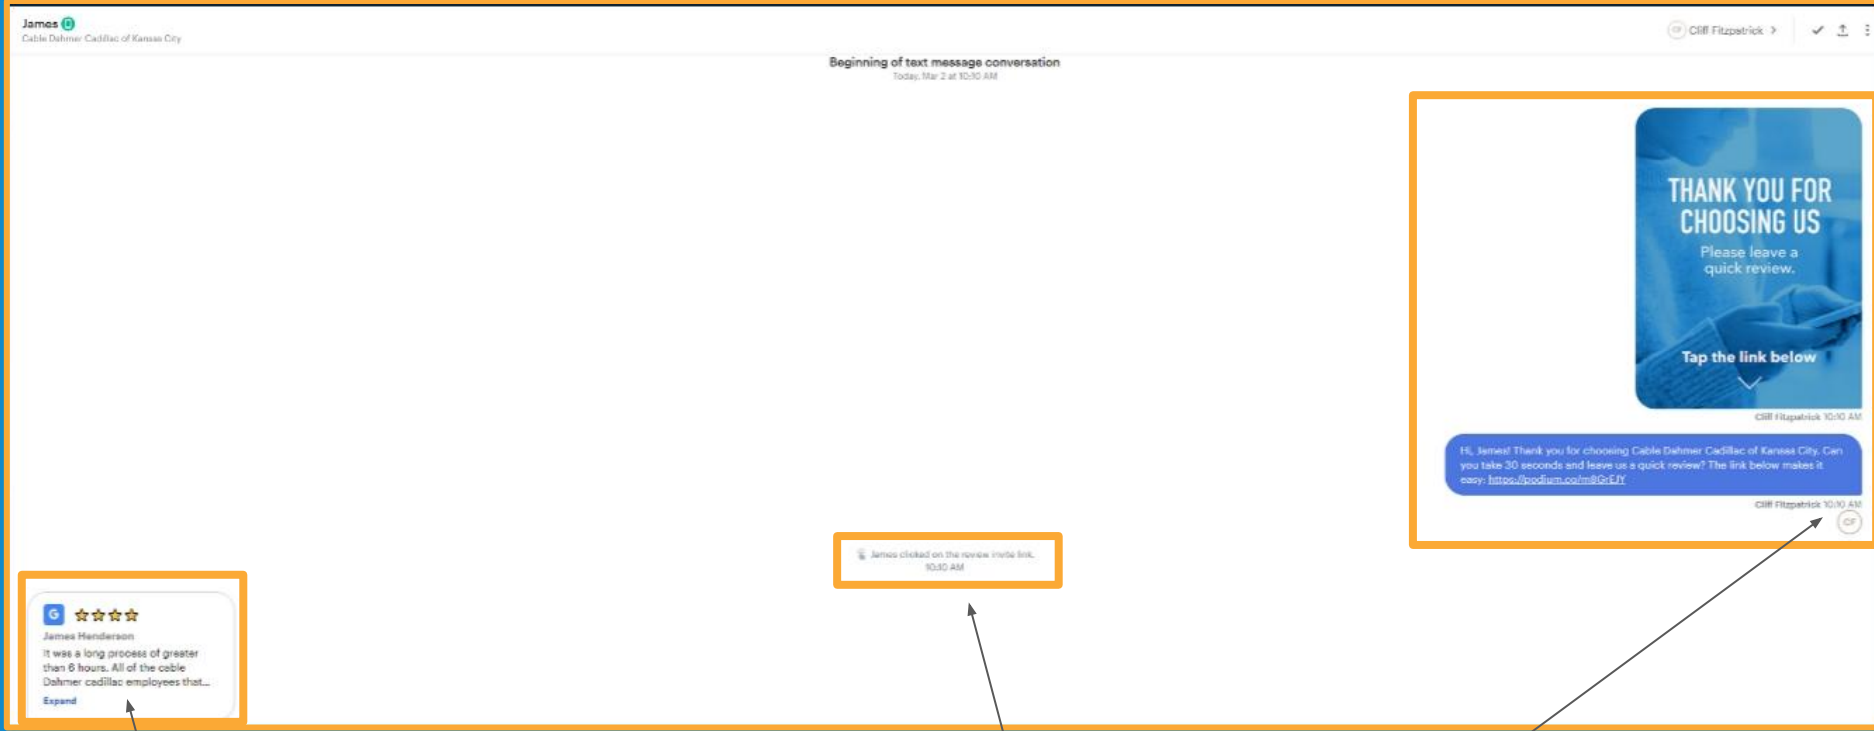 James
Cable Dahmer Cadillac of Kansas City
CF Cliff Fitzpatrick >
Beginning of text message conversation
Today, Mar 2 at 10:10 AM
THANK YOU FOR
CHOOSING US
Please leave a
quick review.
Tap the link below
Cliff Fitzpatrick 10:10 AM
Hi, James! Thank you for choosing Cable Dahmer Cadillac of Kansas City. Can
you take 30 seconds and leave us a quick review? The link below makes it
easy: https://podium.co/m8GrEJY
Cliff Fitzpatrick 10:10 AM
CF
James clicked on the review invite link.
10:10 AM
G
James Henderson
It was a long process of greater
than 6 hours. All of the cable
Dahmer cadillac employees that...
Expand